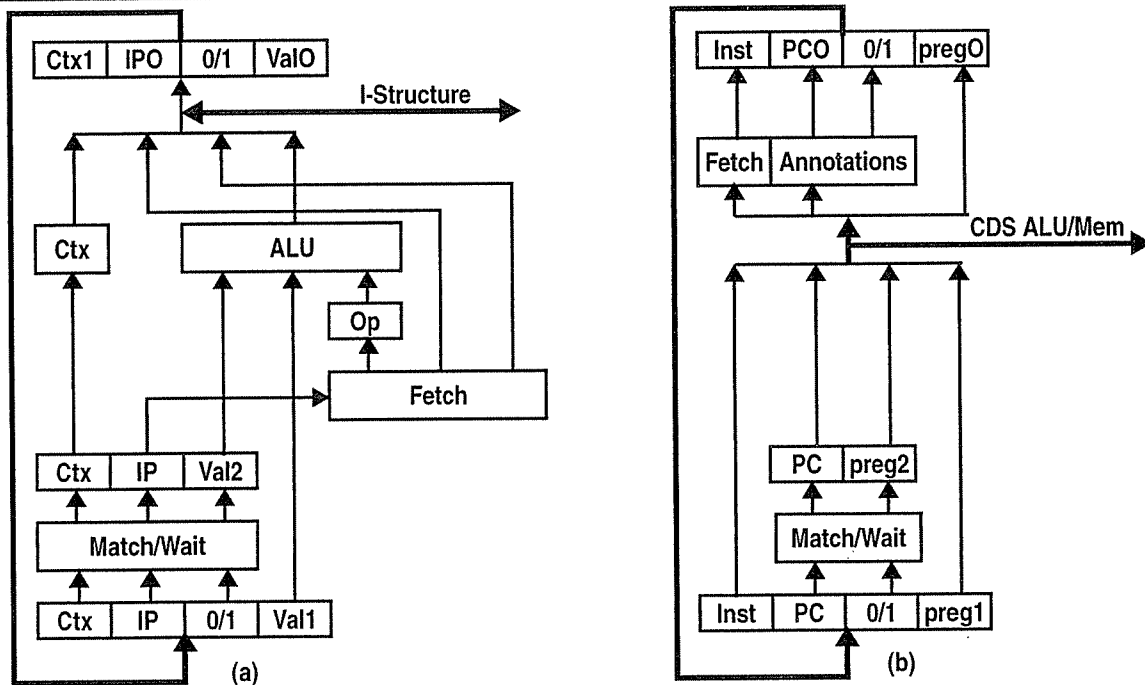 Ctx1 IPO 0/1 ValO
I-Structure
Ctx
ALU
Op
Fetch
Ctx IP Val2
Match/Wait
Ctx IP 0/1 Val1
(a)
Inst PCO 0/1 pregO
Fetch Annotations
CDS ALU/Mem
PC preg2
Match/Wait
Inst PC 0/1 preg1
(b)